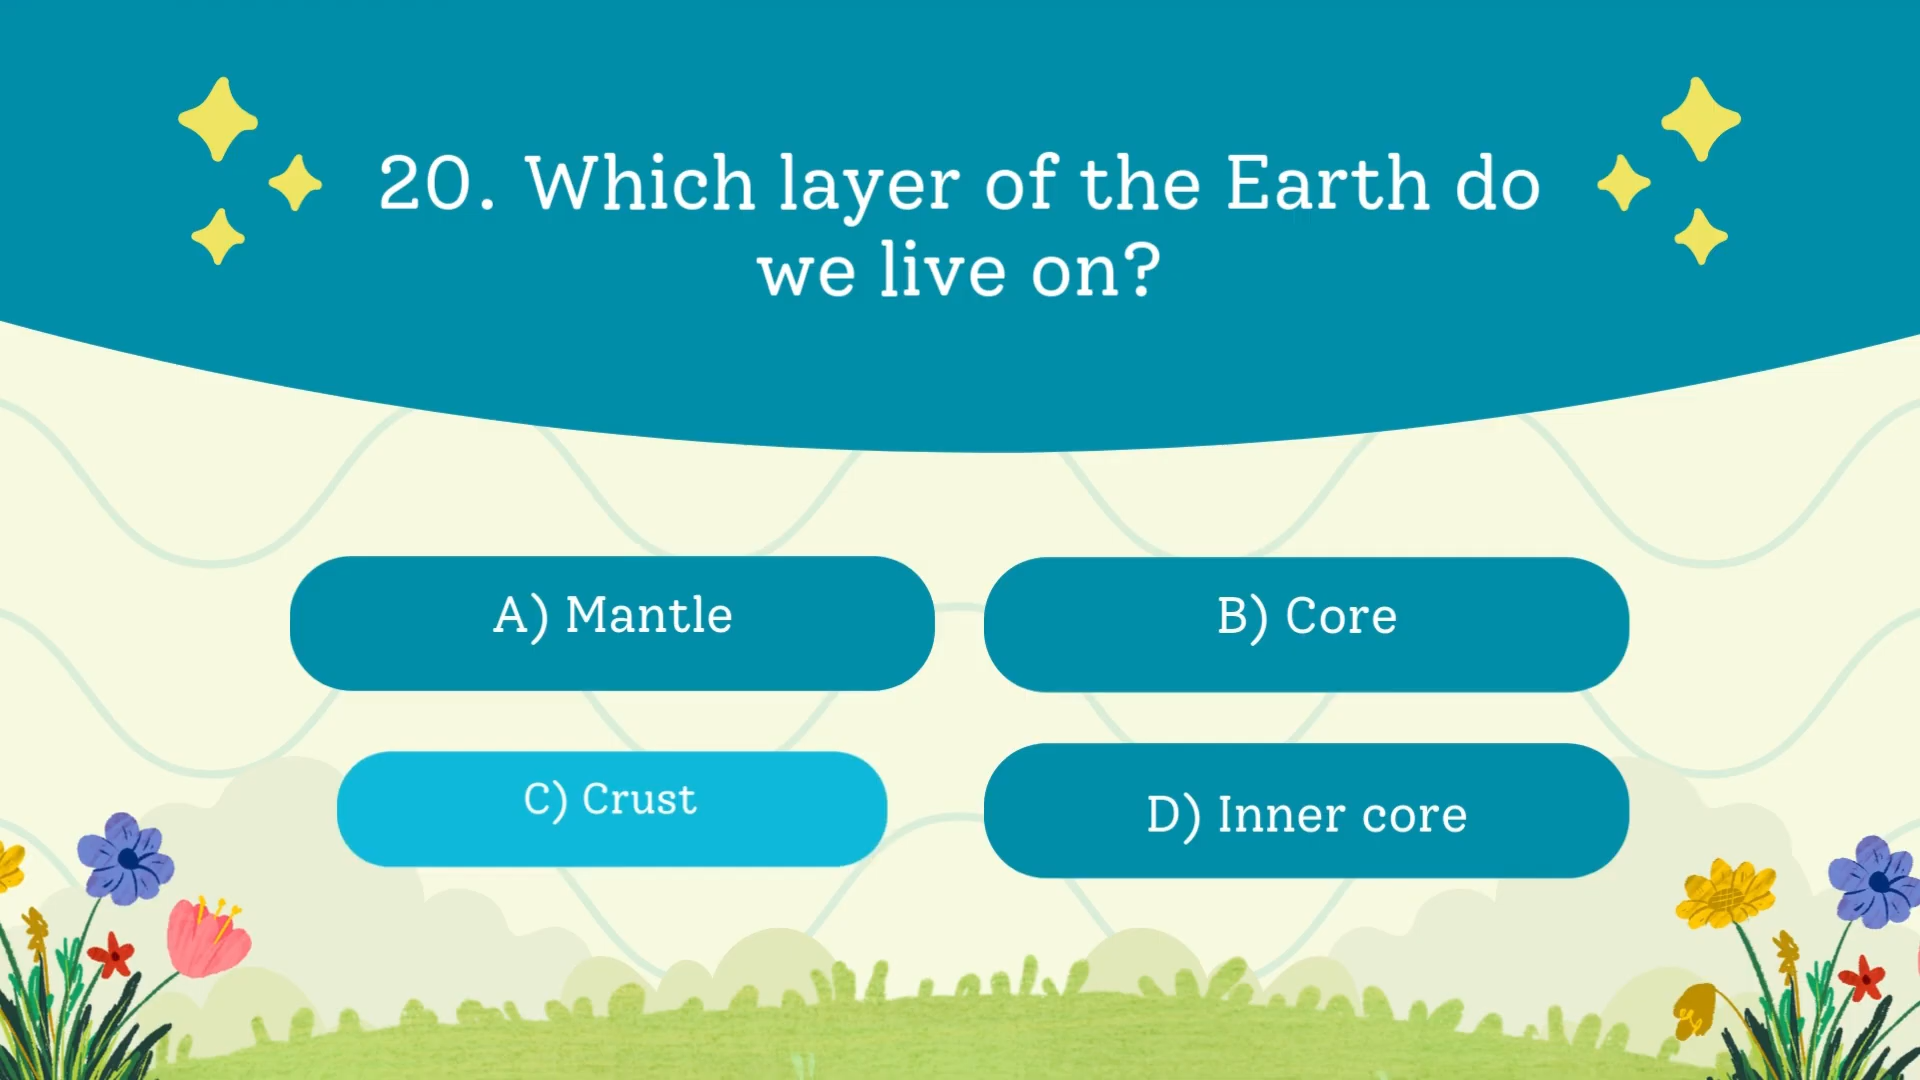 20. Which layer of the Earth do
we live on?
A) Mantle
B) Core
C) Crust
D) Inner core